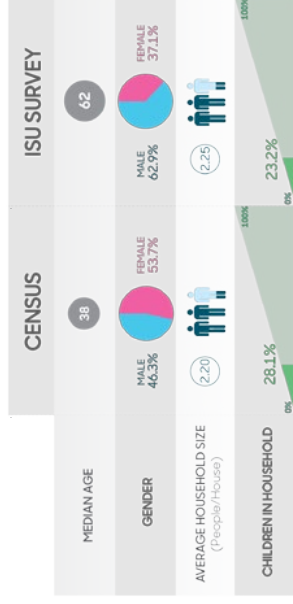 CENSUS
ISU SURVEY
MEDIAN AGE
38
62
GENDER
MALE
46.3%
FEMALE
53.7%
MALE
62.9%
FEMALE
37.1%
AVERAGE HOUSEHOLD SIZE
(People/House)
2.20
2.25
CHILDREN IN HOUSEHOLD
28.1%
0%
100%
23.2%
0%
100%